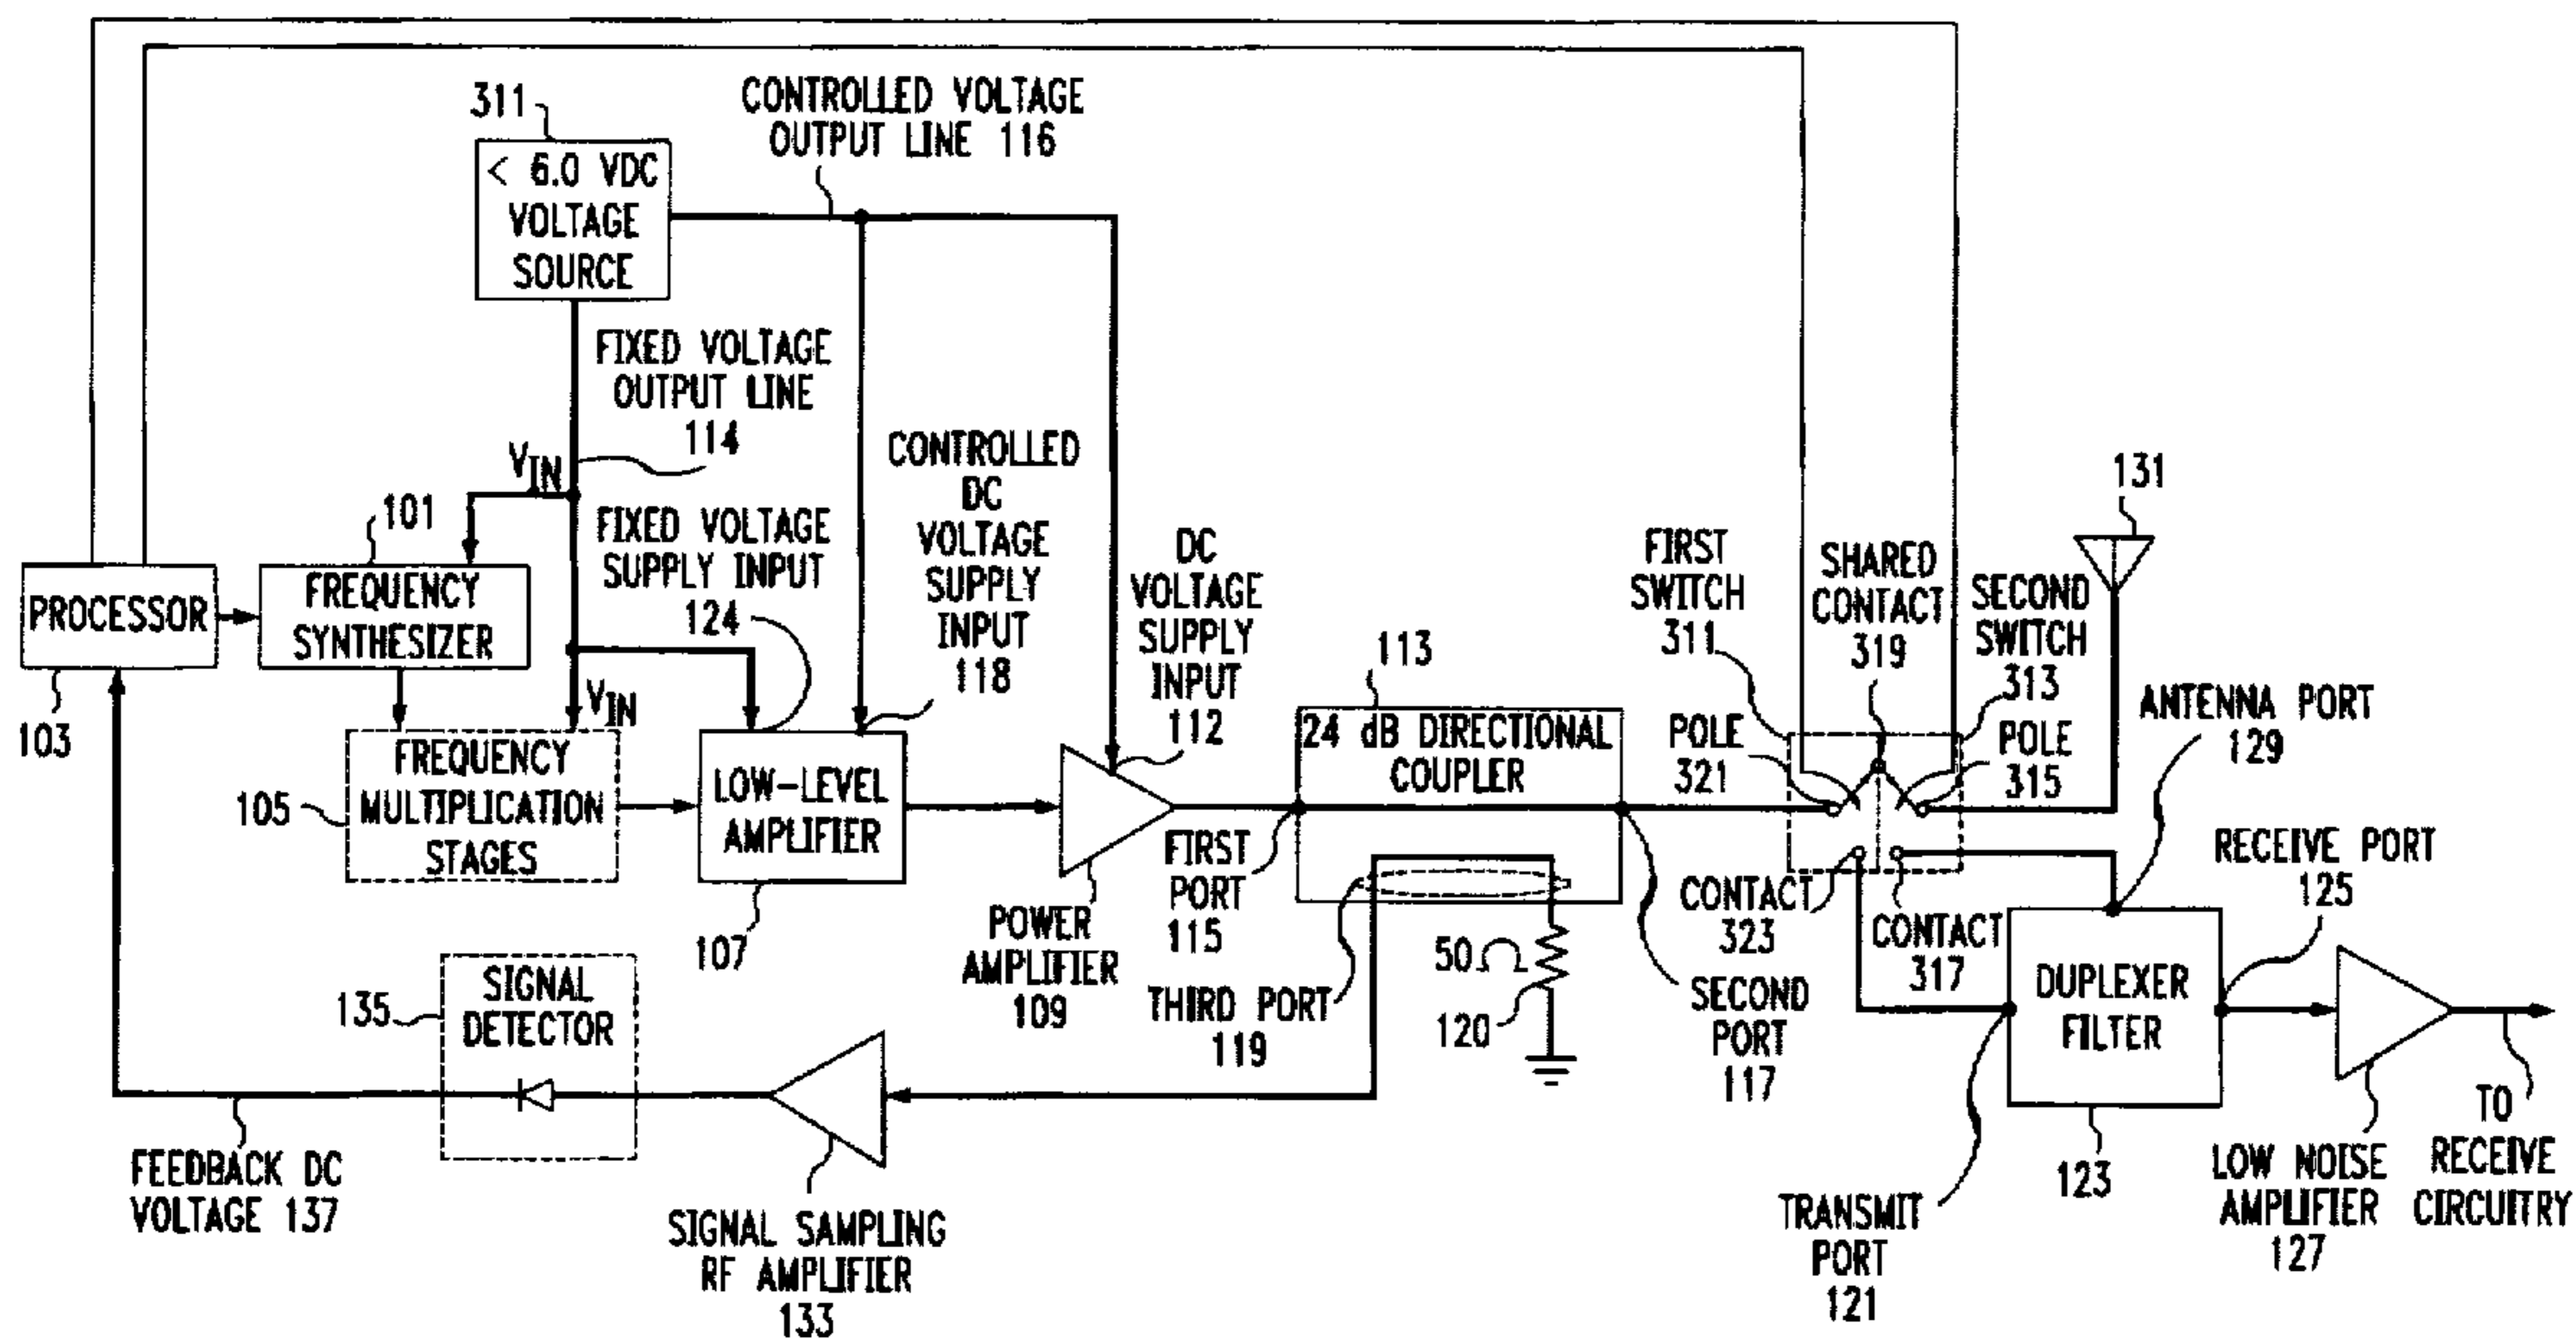 311
< 6.0 VDC
VOLTAGE
SOURCE
CONTROLLED VOLTAGE
OUTPUT LINE 116
FIXED VOLTAGE
OUTPUT LINE
114
VIN
FIXED VOLTAGE
SUPPLY INPUT
124
CONTROLLED
DC
VOLTAGE
SUPPLY
INPUT
118
DC
VOLTAGE
SUPPLY
INPUT
112
101
PROCESSOR
103
FREQUENCY
SYNTHESIZER
VIN
105
FREQUENCY
MULTIPLICATION
STAGES
LOW-LEVEL
AMPLIFIER
107
POWER
AMPLIFIER
109
113
24 dB DIRECTIONAL
COUPLER
FIRST
PORT
115
THIRD PORT
119
50Ω
120
SECOND
PORT
117
FIRST
SWITCH
311
SHARED
CONTACT
319
SECOND
SWITCH
313
POLE
321
POLE
315
CONTACT
323
CONTACT
317
131
ANTENNA PORT
129
RECEIVE PORT
125
DUPLEXER
FILTER
123
TRANSMIT
PORT
121
LOW NOISE
AMPLIFIER
127
TO
RECEIVE
CIRCUITRY
135
SIGNAL
DETECTOR
FEEDBACK DC
VOLTAGE 137
SIGNAL SAMPLING
RF AMPLIFIER
133